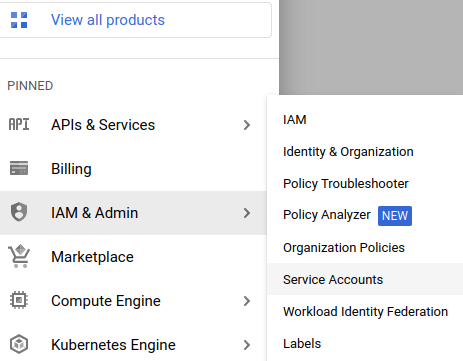 View all products
PINNED
APIs & Services
Billing
IAM & Admin
Marketplace
Compute Engine
Kubernetes Engine
IAM
Identity & Organization
Policy Troubleshooter
Policy Analyzer NEW
Organization Policies
Service Accounts
Workload Identity Federation
Labels